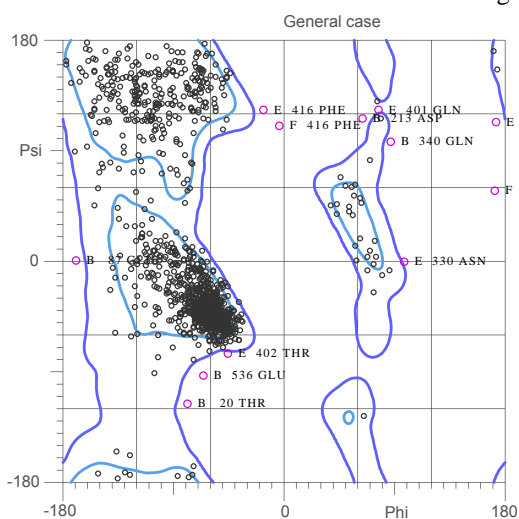 General case
180
E 416 PHE E 401 GLN
F 416 PHE B 213 ASP
E
Psi
B 340 GLN
F
0
B
E 330 ASN
E 402 THR
B 536 GLU
B 20 THR
-180
-180 0 Phi 180